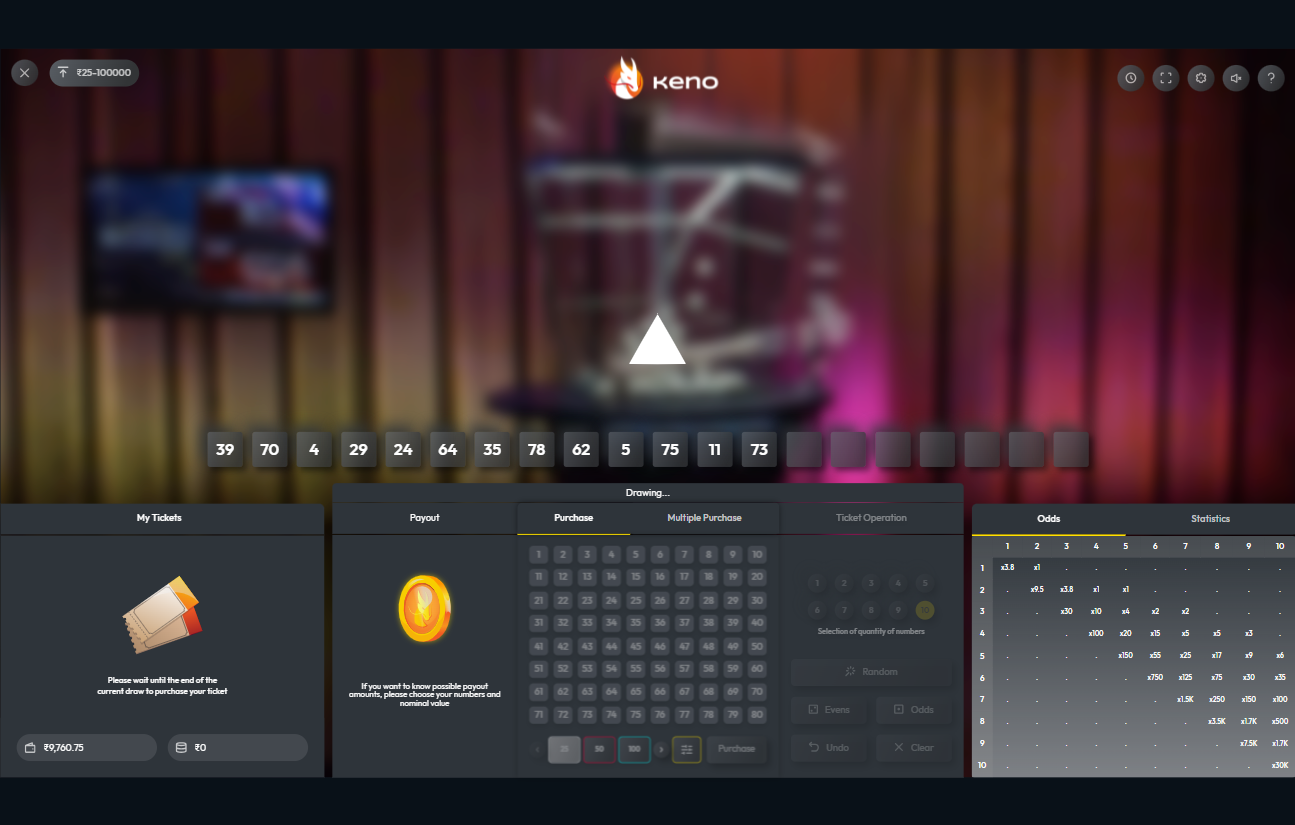 ₹25-100000
KENO
?
39 70 4 29 24 64 35 78 62 5 75 11 73
Drawing...
My Tickets
Please wait until the end of the
current draw to purchase your ticket
₹9,760.75
₹0
Payout
If you want to know possible payout
amounts, please choose your numbers and
nominal value
Purchase
Multiple Purchase
1 2 3 4 5 6 7 8 9 10
11 12 13 14 15 16 17 18 19 20
21 22 23 24 25 26 27 28 29 30
31 32 33 34 35 36 37 38 39 40
41 42 43 44 45 46 47 48 49 50
51 52 53 54 55 56 57 58 59 60
61 62 63 64 65 66 67 68 69 70
71 72 73 74 75 76 77 78 79 80
25 50 100 Purchase
Ticket Operation
1 2 3 4 5
6 7 8 9 10
Selection of quantity of numbers
Random
Evens Odds
Undo Clear
Odds
Statistics
1 2 3 4 5 6 7 8 9 10
1 x3.8 x1 . . . . . . . .
2 . x9.5 x3.8 x1 x1 . . . . .
3 . . x30 x10 x4 x2 x2 . . .
4 . . . x100 x20 x15 x5 x5 x3 .
5 . . . . x150 x55 x25 x17 x9 x6
6 . . . . . x750 x125 x75 x30 x35
7 . . . . . . x1.5K x250 x150 x100
8 . . . . . . . x3.5K x1.7K x500
9 . . . . . . . . x7.5K x1.7K
10 . . . . . . . . . x30K